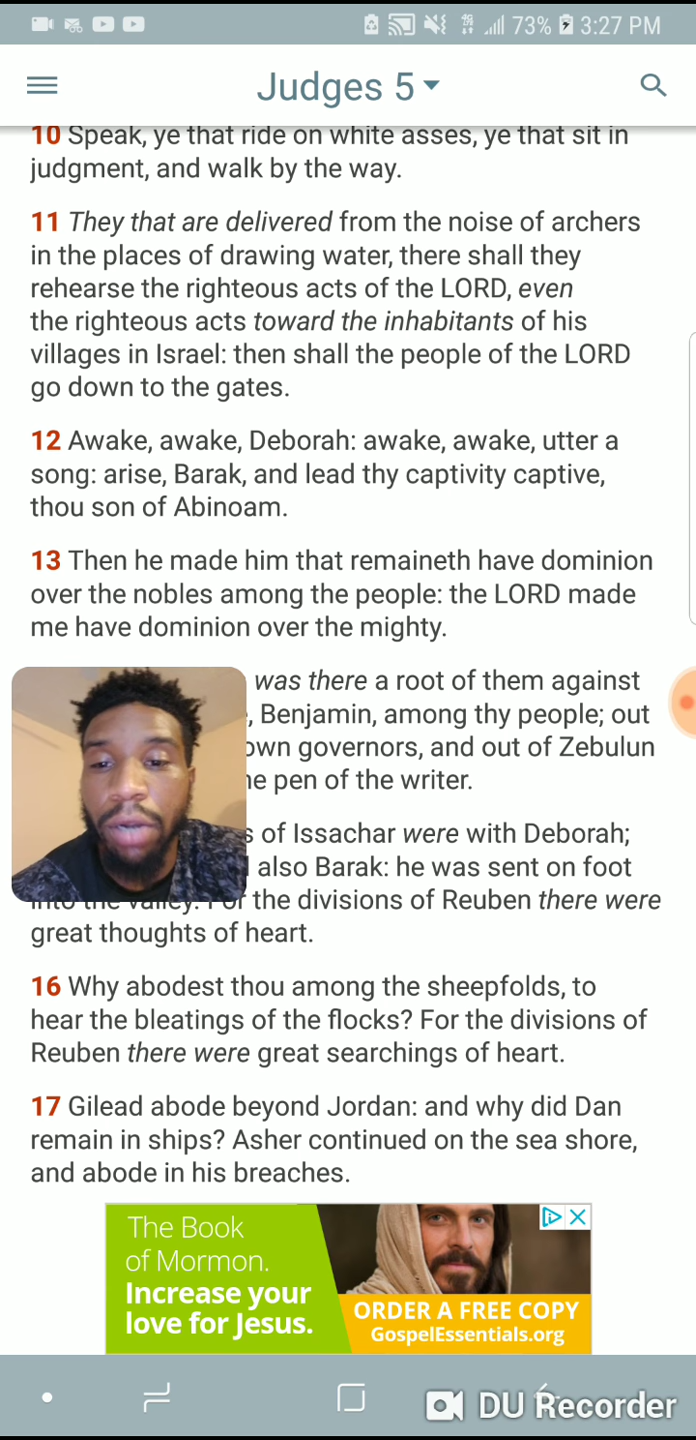 73% 3:27 PM
Judges 5
10 Speak, ye that ride on white asses, ye that sit in
judgment, and walk by the way.
11 They that are delivered from the noise of archers
in the places of drawing water, there shall they
rehearse the righteous acts of the LORD, even
the righteous acts toward the inhabitants of his
villages in Israel: then shall the people of the LORD
go down to the gates.
12 Awake, awake, Deborah: awake, awake, utter a
song: arise, Barak, and lead thy captivity captive,
thou son of Abinoam.
13 Then he made him that remaineth have dominion
over the nobles among the people: the LORD made
me have dominion over the mighty.
was there a root of them against
, Benjamin, among thy people; out
own governors, and out of Zebulun
pen of the writer.
of Issachar were with Deborah;
also Barak: he was sent on foot
into the valley. For the divisions of Reuben there were
great thoughts of heart.
16 Why abodest thou among the sheepfolds, to
hear the bleatings of the flocks? For the divisions of
Reuben there were great searchings of heart.
17 Gilead abode beyond Jordan: and why did Dan
remain in ships? Asher continued on the sea shore,
and abode in his breaches.
The Book
of Mormon.
Increase your
love for Jesus.
ORDER A FREE COPY
GospelEssentials.org
DU Recorder